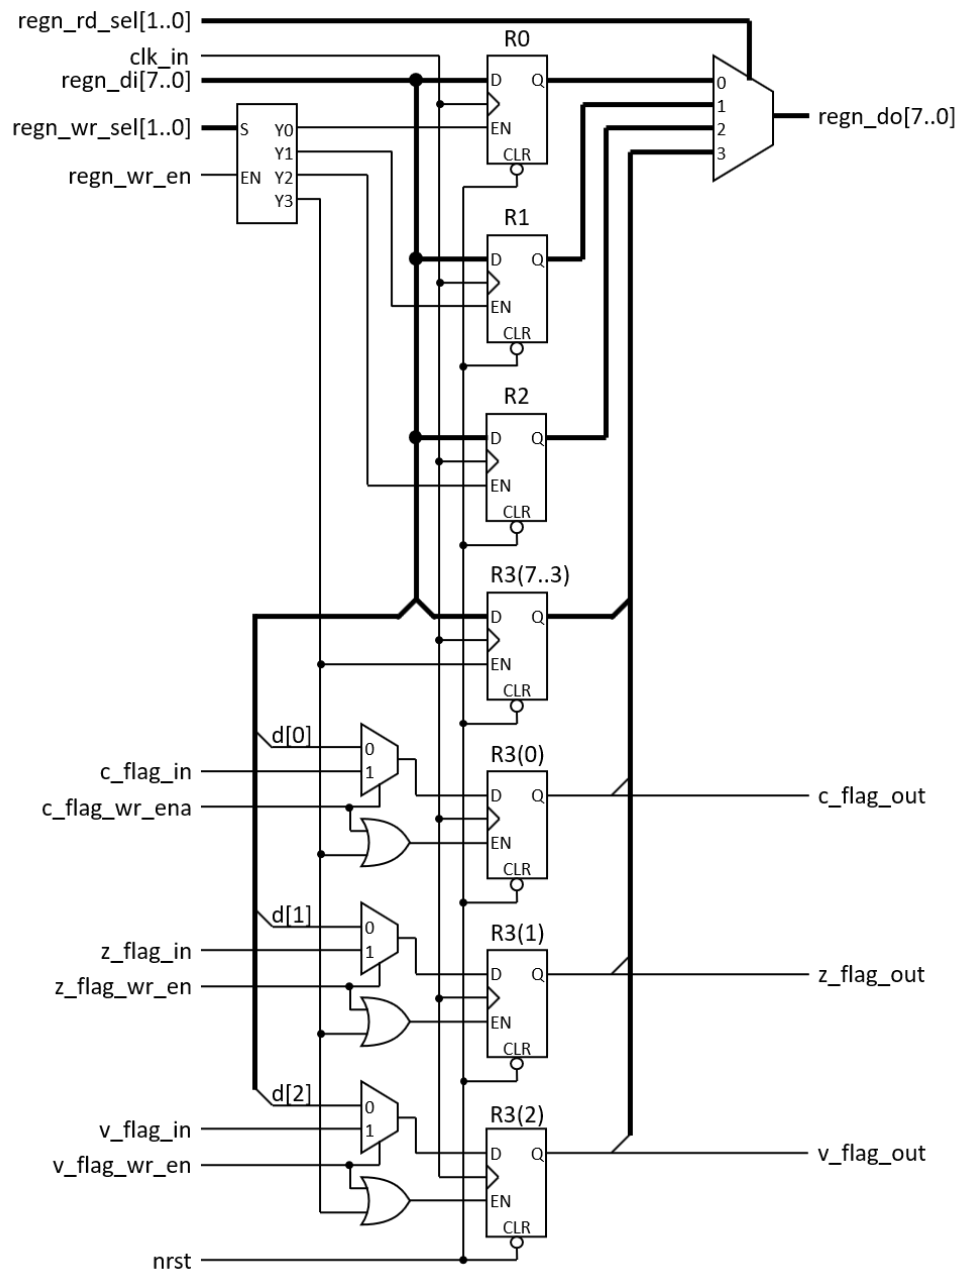 regn_rd_sel[1..0]
clk_in
R0
regn_di[7..0]
D Q
0
1
regn_do[7..0]
regn_wr_sel[1..0]
S Y0
EN
2
Y1
3
CLR
regn_wr_en
EN Y2
Y3
R1
D Q
EN
CLR
R2
D Q
EN
CLR
R3(7..3)
D Q
EN
CLR
d[0]
0
R3(0)
c_flag_in
1
D Q
c_flag_out
c_flag_wr_ena
EN
CLR
d[1]
0
R3(1)
z_flag_in
1
D Q
z_flag_out
z_flag_wr_en
EN
CLR
d[2]
0
R3(2)
v_flag_in
1
D Q
v_flag_out
v_flag_wr_en
EN
CLR
nrst